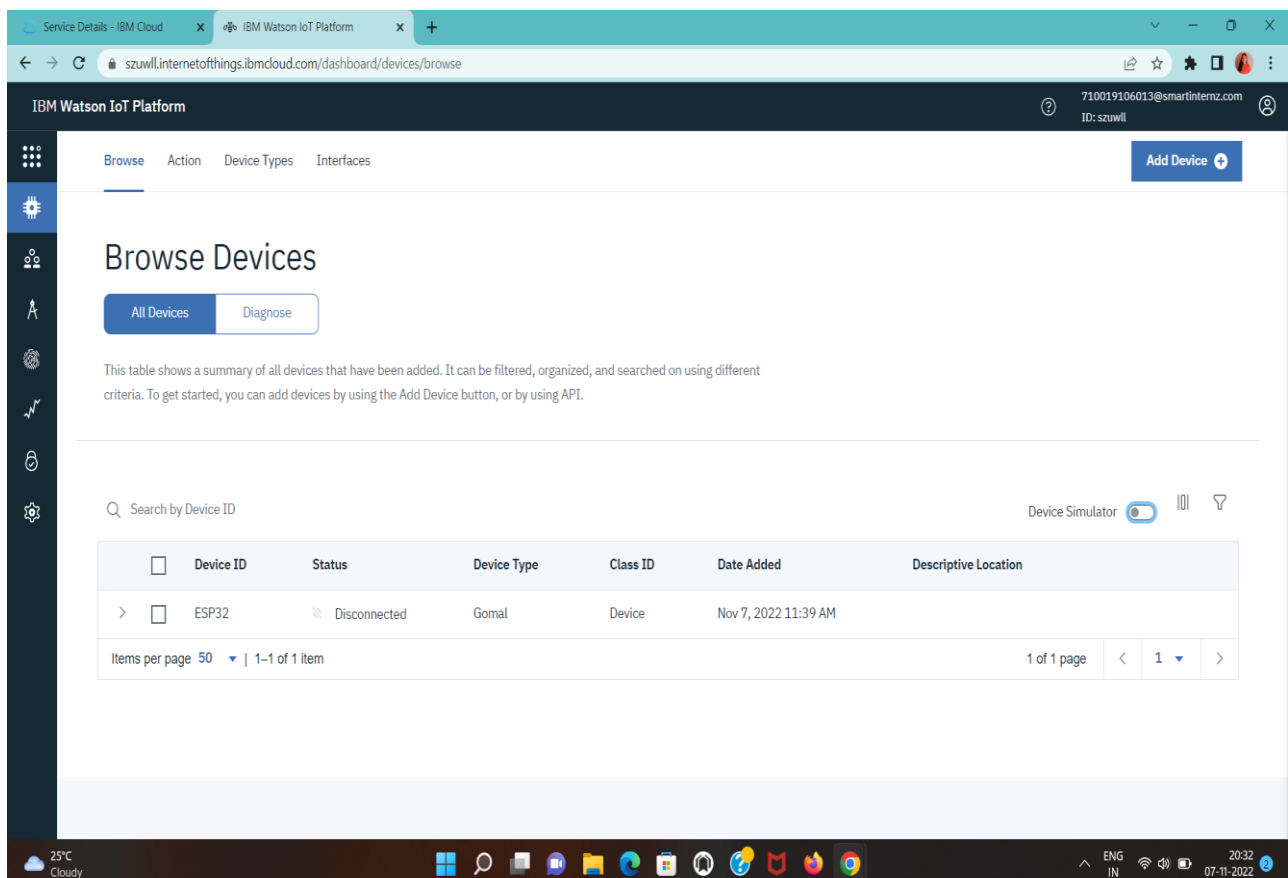 Service Details - IBM Cloud x IBM Watson IoT Platform x +
szuwll.internetofthings.ibmcloud.com/dashboard/devices/browse
IBM Watson IoT Platform
710019106013@smartinternz.com
ID: szuwll
Browse Action Device Types Interfaces Add Device
Browse Devices
All Devices Diagnose
This table shows a summary of all devices that have been added. It can be filtered, organized, and searched on using different
criteria. To get started, you can add devices by using the Add Device button, or by using API.
Search by Device ID Device Simulator
Device ID Status Device Type Class ID Date Added Descriptive Location
ESP32 Disconnected Gomal Device Nov 7, 2022 11:39 AM
Items per page 50 | 1–1 of 1 item 1 of 1 page 1
25°C
Cloudy
ENG
IN
20:32
07-11-2022
2